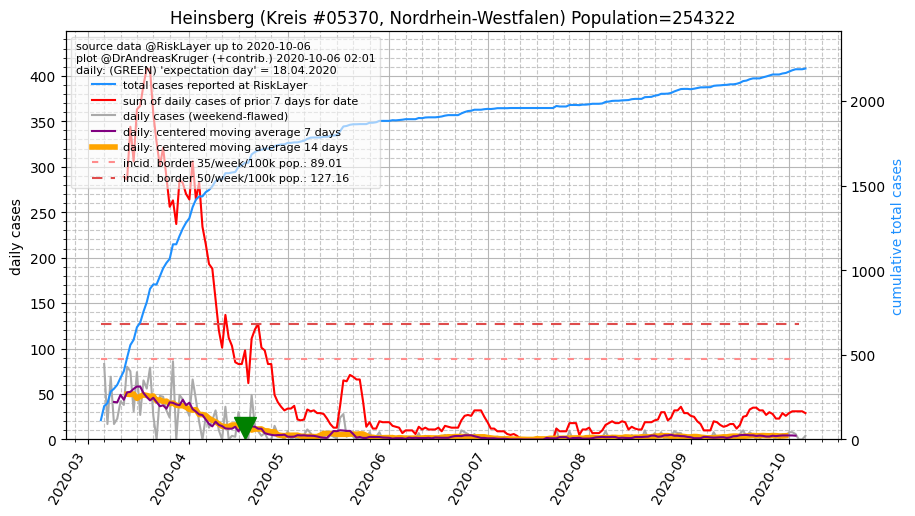 Heinsberg (Kreis #05370, Nordrhein-Westfalen) Population=254322
source data @RiskLayer up to 2020-10-06
plot @DrAndreasKruger (+contrib.) 2020-10-06 02:01
daily: (GREEN) 'expectation day' = 18.04.2020
total cases reported at RiskLayer
sum of daily cases of prior 7 days for date
daily cases (weekend-flawed)
daily: centered moving average 7 days
daily: centered moving average 14 days
incid. border 35/week/100k pop.: 89.01
incid. border 50/week/100k pop.: 127.16
daily cases
400
350
300
250
200
150
100
50
0
cumulative total cases
2000
1500
1000
500
0
2020-03
2020-04
2020-05
2020-06
2020-07
2020-08
2020-09
2020-10